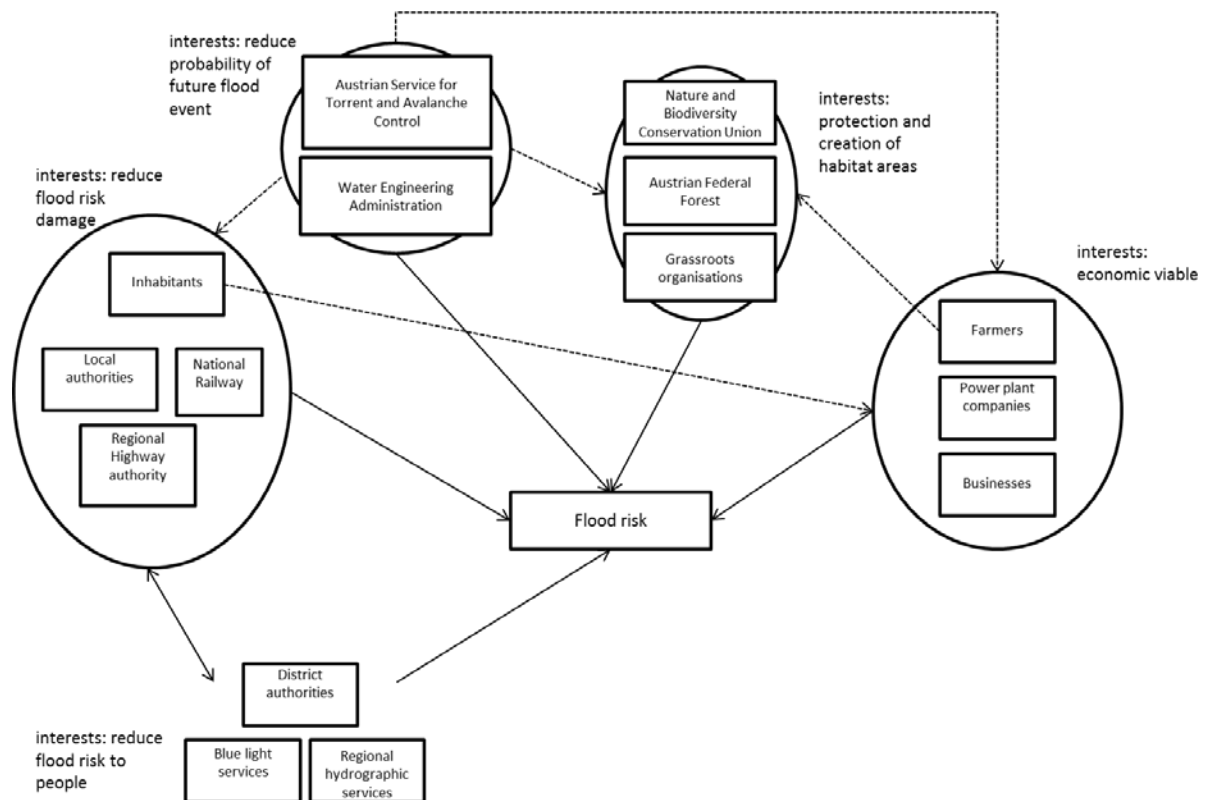 interests: reduce
probability of
future flood
event
Austrian Service for
Torrent and Avalanche
Control
Water Engineering
Administration
Nature and
Biodiversity
Conservation Union
Austrian Federal
Forest
Grassroots
organisations
interests:
protection and
creation of
habitat areas
interests: reduce
flood risk
damage
Inhabitants
Local
authorities
National
Railway
Regional
Highway
authority
interests:
economic viable
Farmers
Power plant
companies
Businesses
Flood risk
District
authorities
interests: reduce
flood risk to
people
Blue light
services
Regional
hydrographic
services